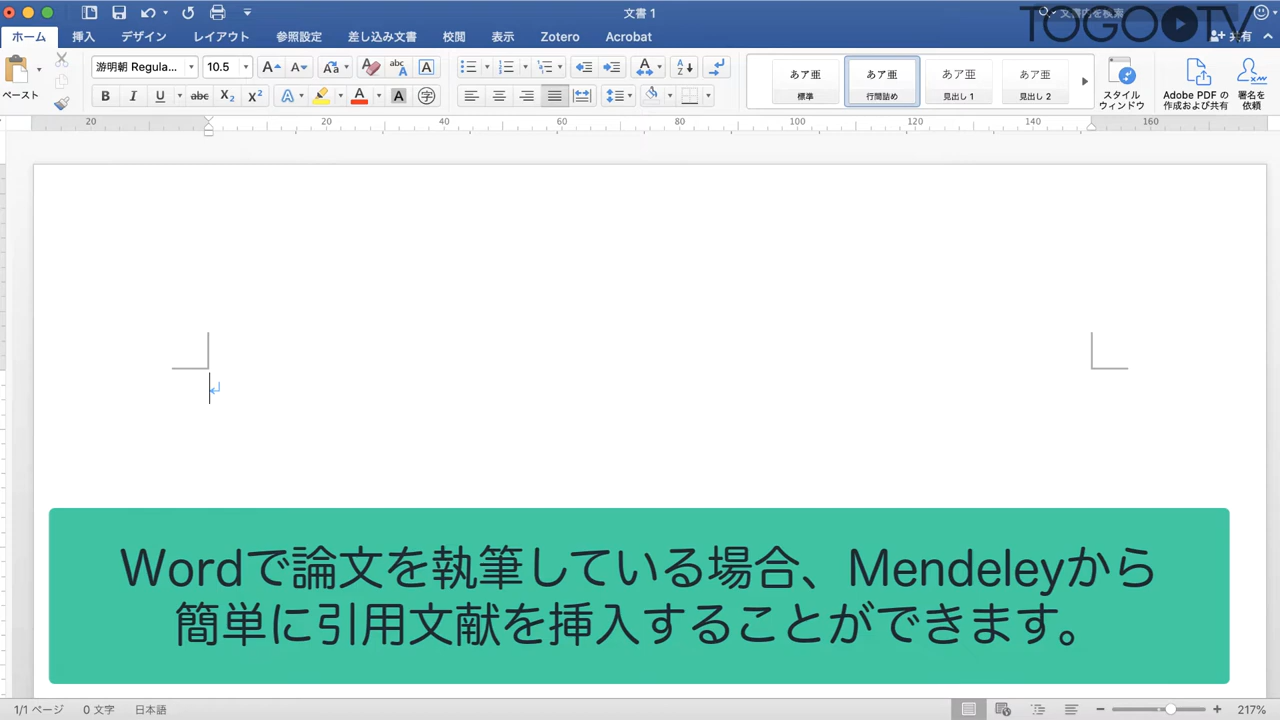 文書 1
文書内を検索
TOGOTV
ホーム 挿入 デザイン レイアウト 参照設定 差し込み文書 校閲 表示 Zotero Acrobat
共有
ペースト
游明朝 Regula... 10.5
あア亜 あア亜 あア亜 あア亜
標準 行間詰め 見出し 1 見出し 2
スタイル
ウィンドウ
Adobe PDF の
作成および共有
署名を
依頼
20 20 40 60 80 100 120 140 160
Wordで論文を執筆している場合、Mendeleyから
簡単に引用文献を挿入することができます。
1/1 ページ 0 文字 日本語 217%